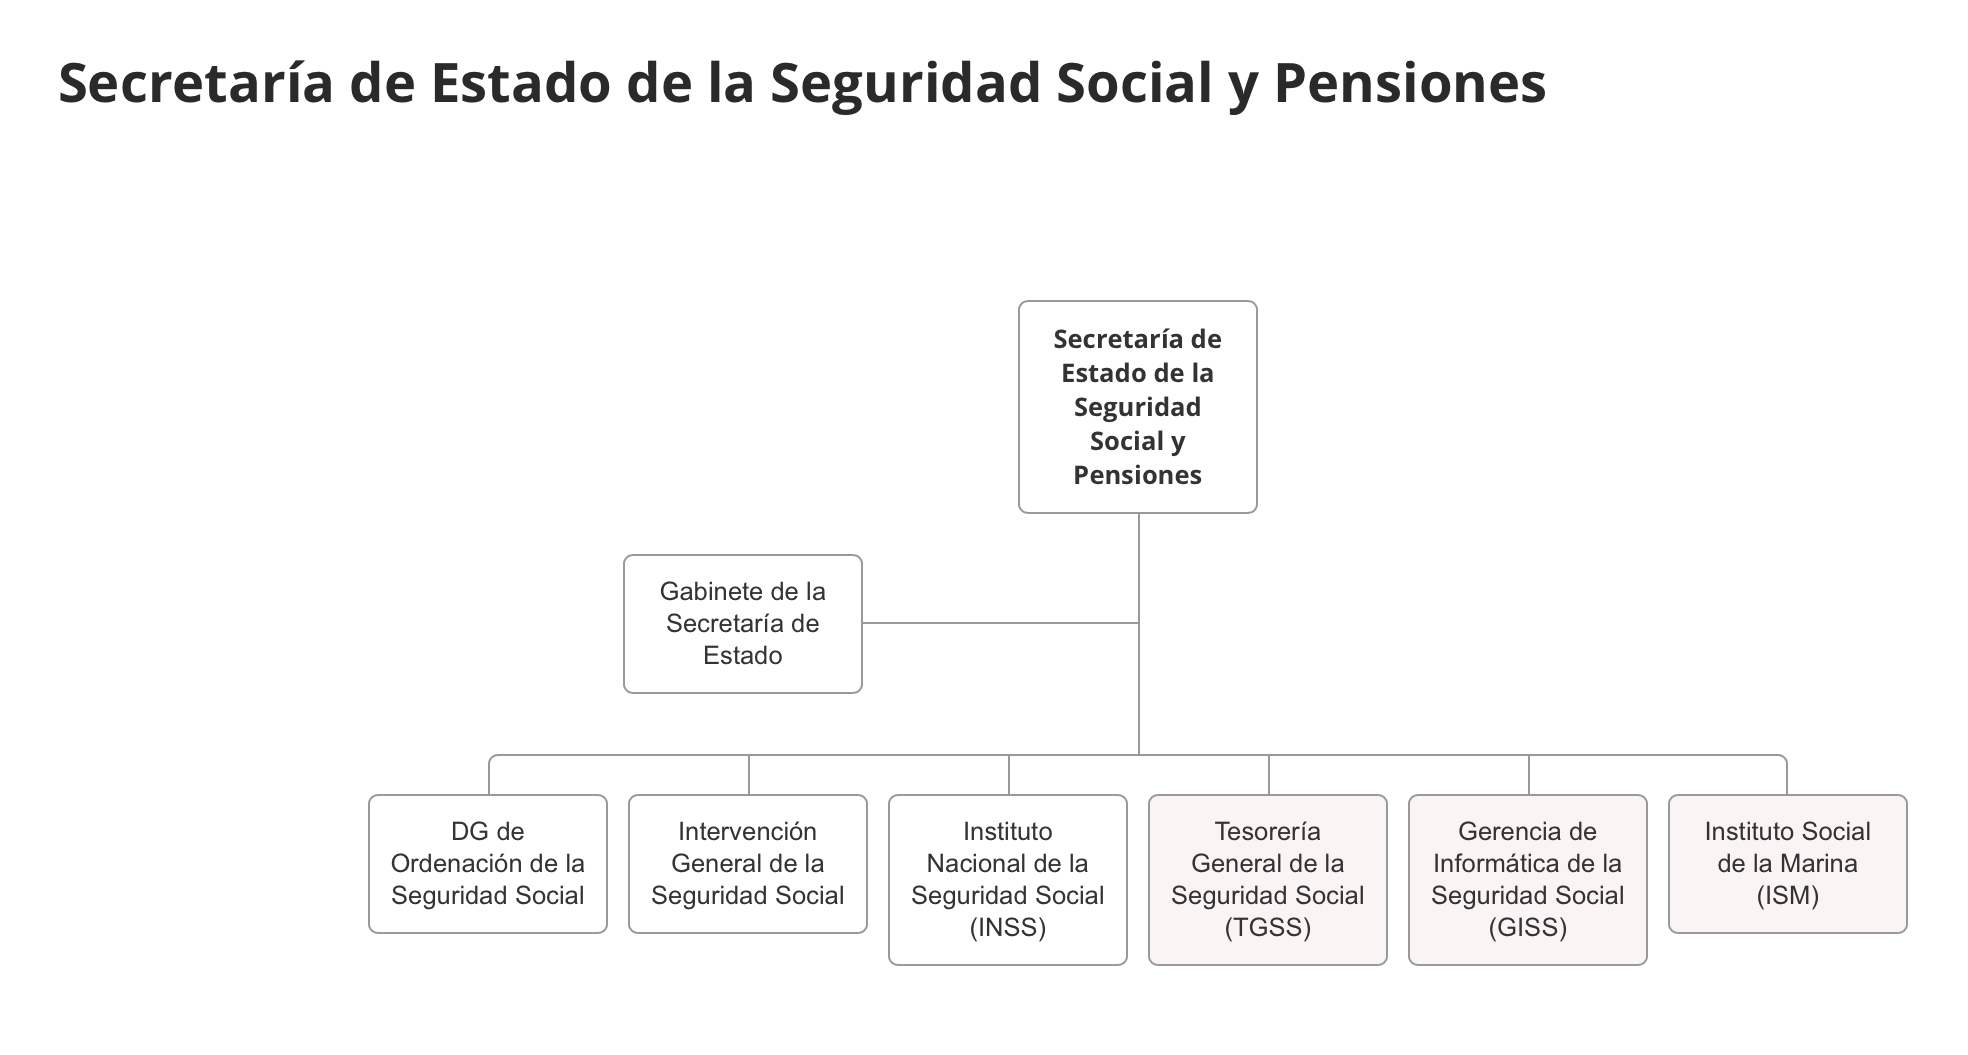 Secretaría de Estado de la Seguridad Social y Pensiones
Secretaría de
Estado de la
Seguridad
Social y
Pensiones
Gabinete de la
Secretaría de
Estado
DG de
Ordenación de la
Seguridad Social
Intervención
General de la
Seguridad Social
Instituto
Nacional de la
Seguridad Social
(INSS)
Tesorería
General de la
Seguridad Social
(TGSS)
Gerencia de
Informática de la
Seguridad Social
(GISS)
Instituto Social
de la Marina
(ISM)